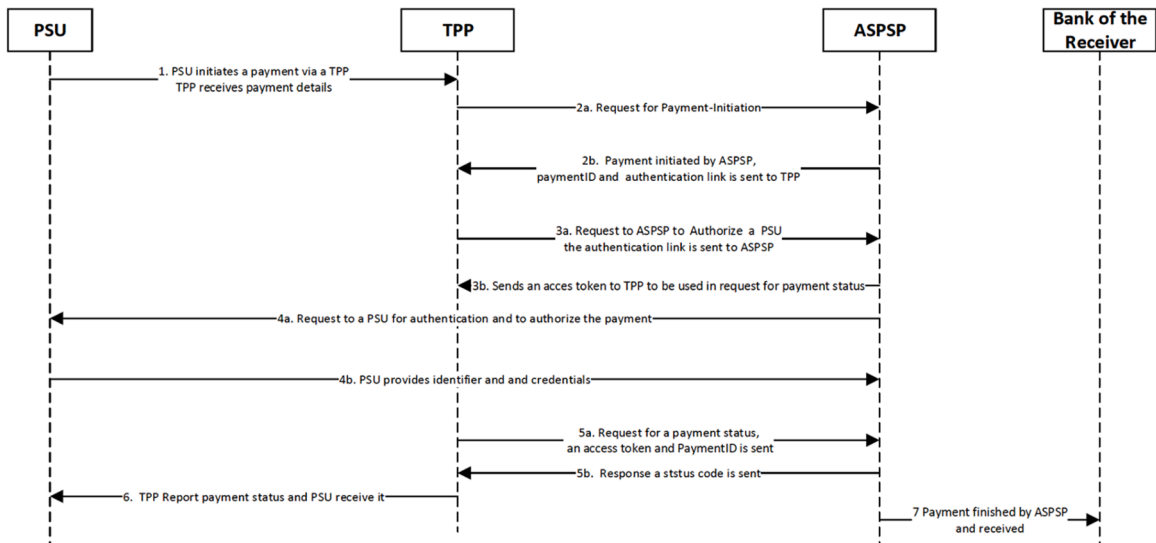 PSU
TPP
ASPSP
Bank of the
Receiver
1. PSU initiates a payment via a TPP
TPP receives payment details
2a. Request for Payment-Initiation
2b. Payment initiated by ASPSP,
paymentID and authentication link is sent to TPP
3a. Request to ASPSP to Authorize a PSU
the authentication link is sent to ASPSP
3b. Sends an acces token to TPP to be used in request for payment status
4a. Request to a PSU for authentication and to authorize the payment
4b. PSU provides identifier and and credentials
5a. Request for a payment status,
an access token and PaymentID is sent
5b. Response a ststus code is sent
6. TPP Report payment status and PSU receive it
7 Payment finished by ASPSP
and received